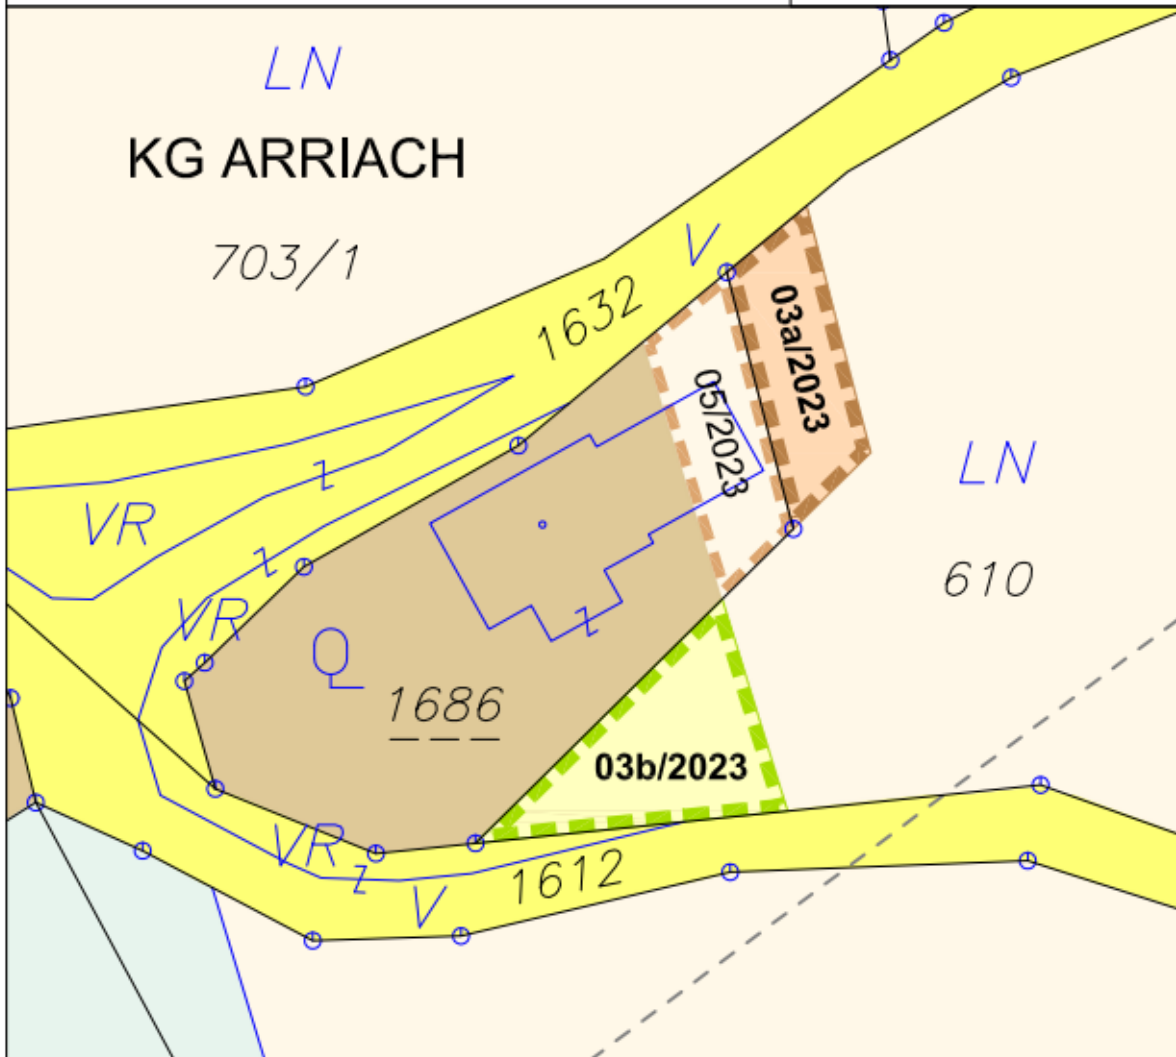 LN
KG ARRIACH
703/1
V
1632
03a/2023
05/2023
LN
z
VR
z
610
VR
z
Q
1686
03b/2023
VR
z
1612
V